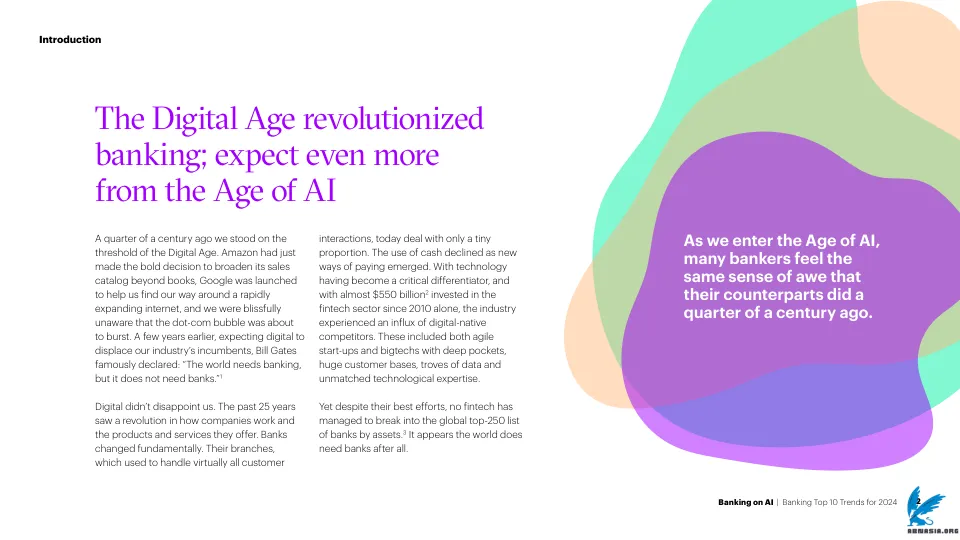 Introduction
The Digital Age revolutionized
banking; expect even more
from the Age of AI
A quarter of a century ago we stood on the
threshold of the Digital Age. Amazon had just
made the bold decision to broaden its sales
catalog beyond books, Google was launched
to help us find our way around a rapidly
expanding internet, and we were blissfully
unaware that the dot-com bubble was about
to burst. A few years earlier, expecting digital to
displace our industry's incumbents, Bill Gates
famously declared: “The world needs banking,
but it does not need banks.”¹
Digital didn't disappoint us. The past 25 years
saw a revolution in how companies work and
the products and services they offer. Banks
changed fundamentally. Their branches,
which used to handle virtually all customer
interactions, today deal with only a tiny
proportion. The use of cash declined as new
ways of paying emerged. With technology
having become a critical differentiator, and
with almost $550 billion² invested in the
fintech sector since 2010 alone, the industry
experienced an influx of digital-native
competitors. These included both agile
start-ups and bigtechs with deep pockets,
huge customer bases, troves of data and
unmatched technological expertise.
Yet despite their best efforts, no fintech has
managed to break into the global top-250 list
of banks by assets.³ It appears the world does
need banks after all.
As we enter the Age of AI,
many bankers feel the
same sense of awe that
their counterparts did a
quarter of a century ago.
Banking on AI | Banking Top 10 Trends for 2024 2
ABNASIA.ORG